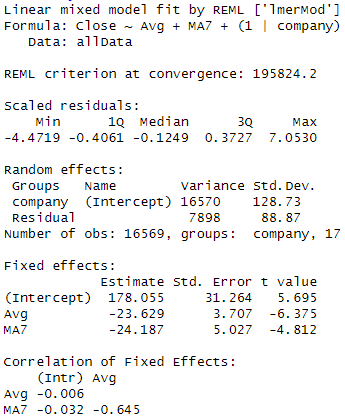 Linear mixed model fit by REML ['lmerMod']
Formula: Close ~ Avg + MA7 + (1 | company)
   Data: allData

REML criterion at convergence: 195824.2

Scaled residuals:
    Min      1Q  Median      3Q     Max
-4.4719 -0.4061 -0.1249  0.3727  7.0530

Random effects:
 Groups   Name        Variance Std.Dev.
 company  (Intercept) 16570    128.73
 Residual              7898     88.87
Number of obs: 16569, groups:  company, 17

Fixed effects:
            Estimate Std. Error t value
(Intercept)  178.055     31.264   5.695
Avg          -23.629      3.707  -6.375
MA7          -24.187      5.027  -4.812

Correlation of Fixed Effects:
    (Intr) Avg
Avg -0.006
MA7 -0.032 -0.645